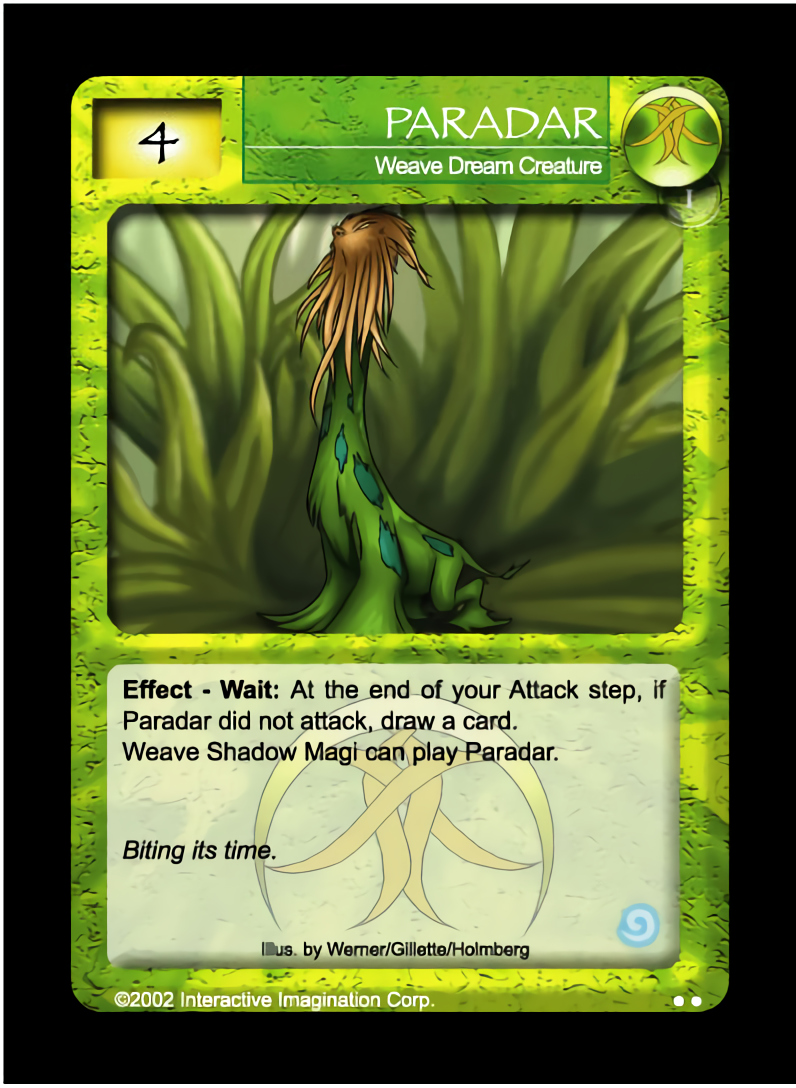 4
PARADAR
Weave Dream Creature
1
Effect - Wait: At the end of your Attack step, if
Paradar did not attack, draw a card.
Weave Shadow Magi can play Paradar.
Biting its time.
Illus. by Werner/Gillette/Holmberg
©2002 Interactive Imagination Corp.